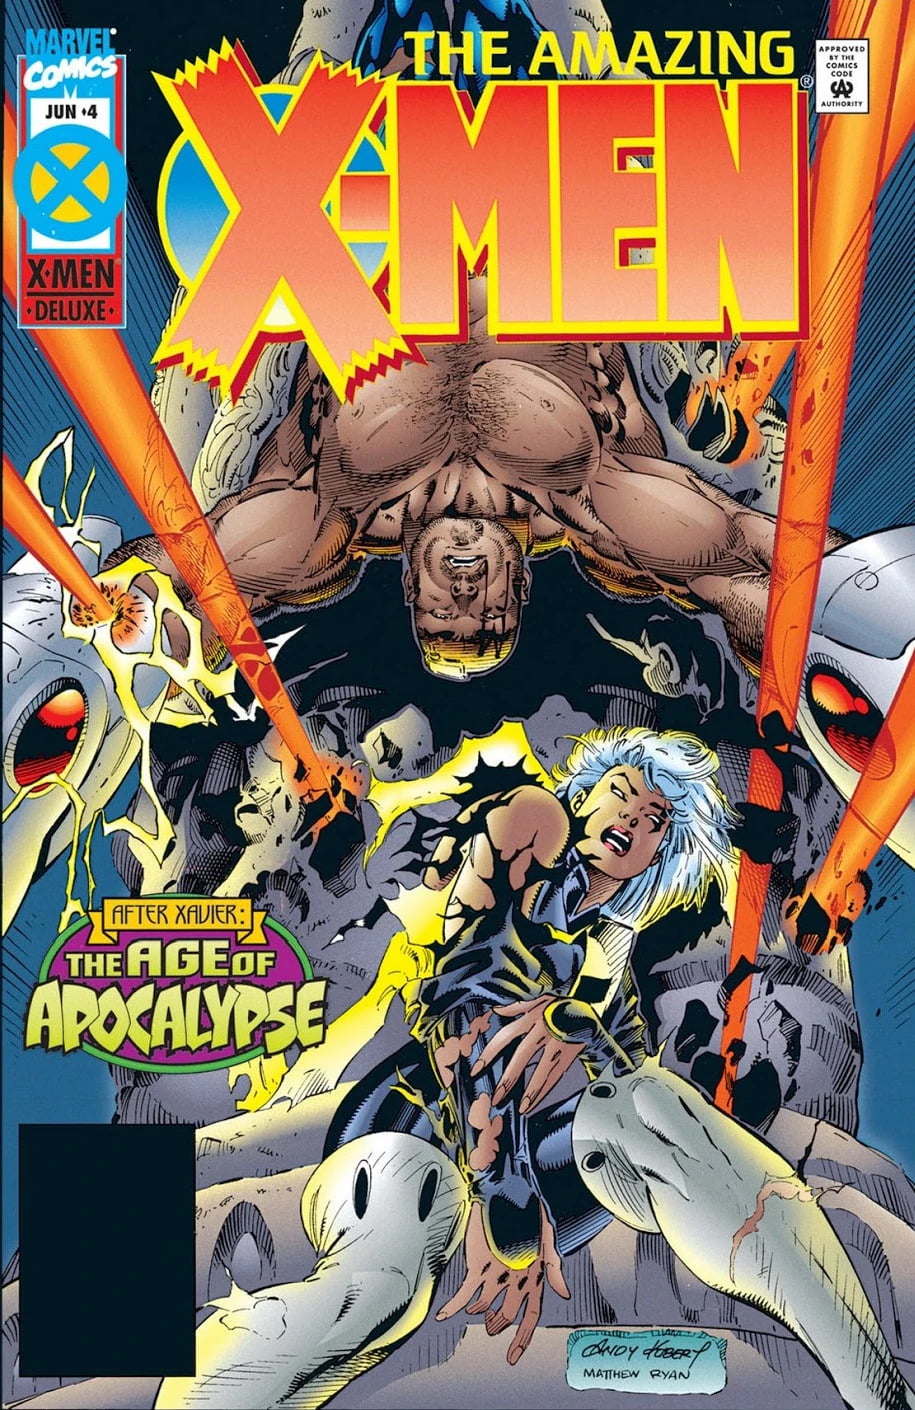 MARVEL
COMICS
JUN •4
X•MEN
•DELUXE•
THE AMAZING
X-MEN®
APPROVED
BY THE
COMICS
CODE
CA
AUTHORITY
AFTER XAVIER:
THE AGE OF
APOCALYPSE
ANDY KUBERT
MATTHEW RYAN